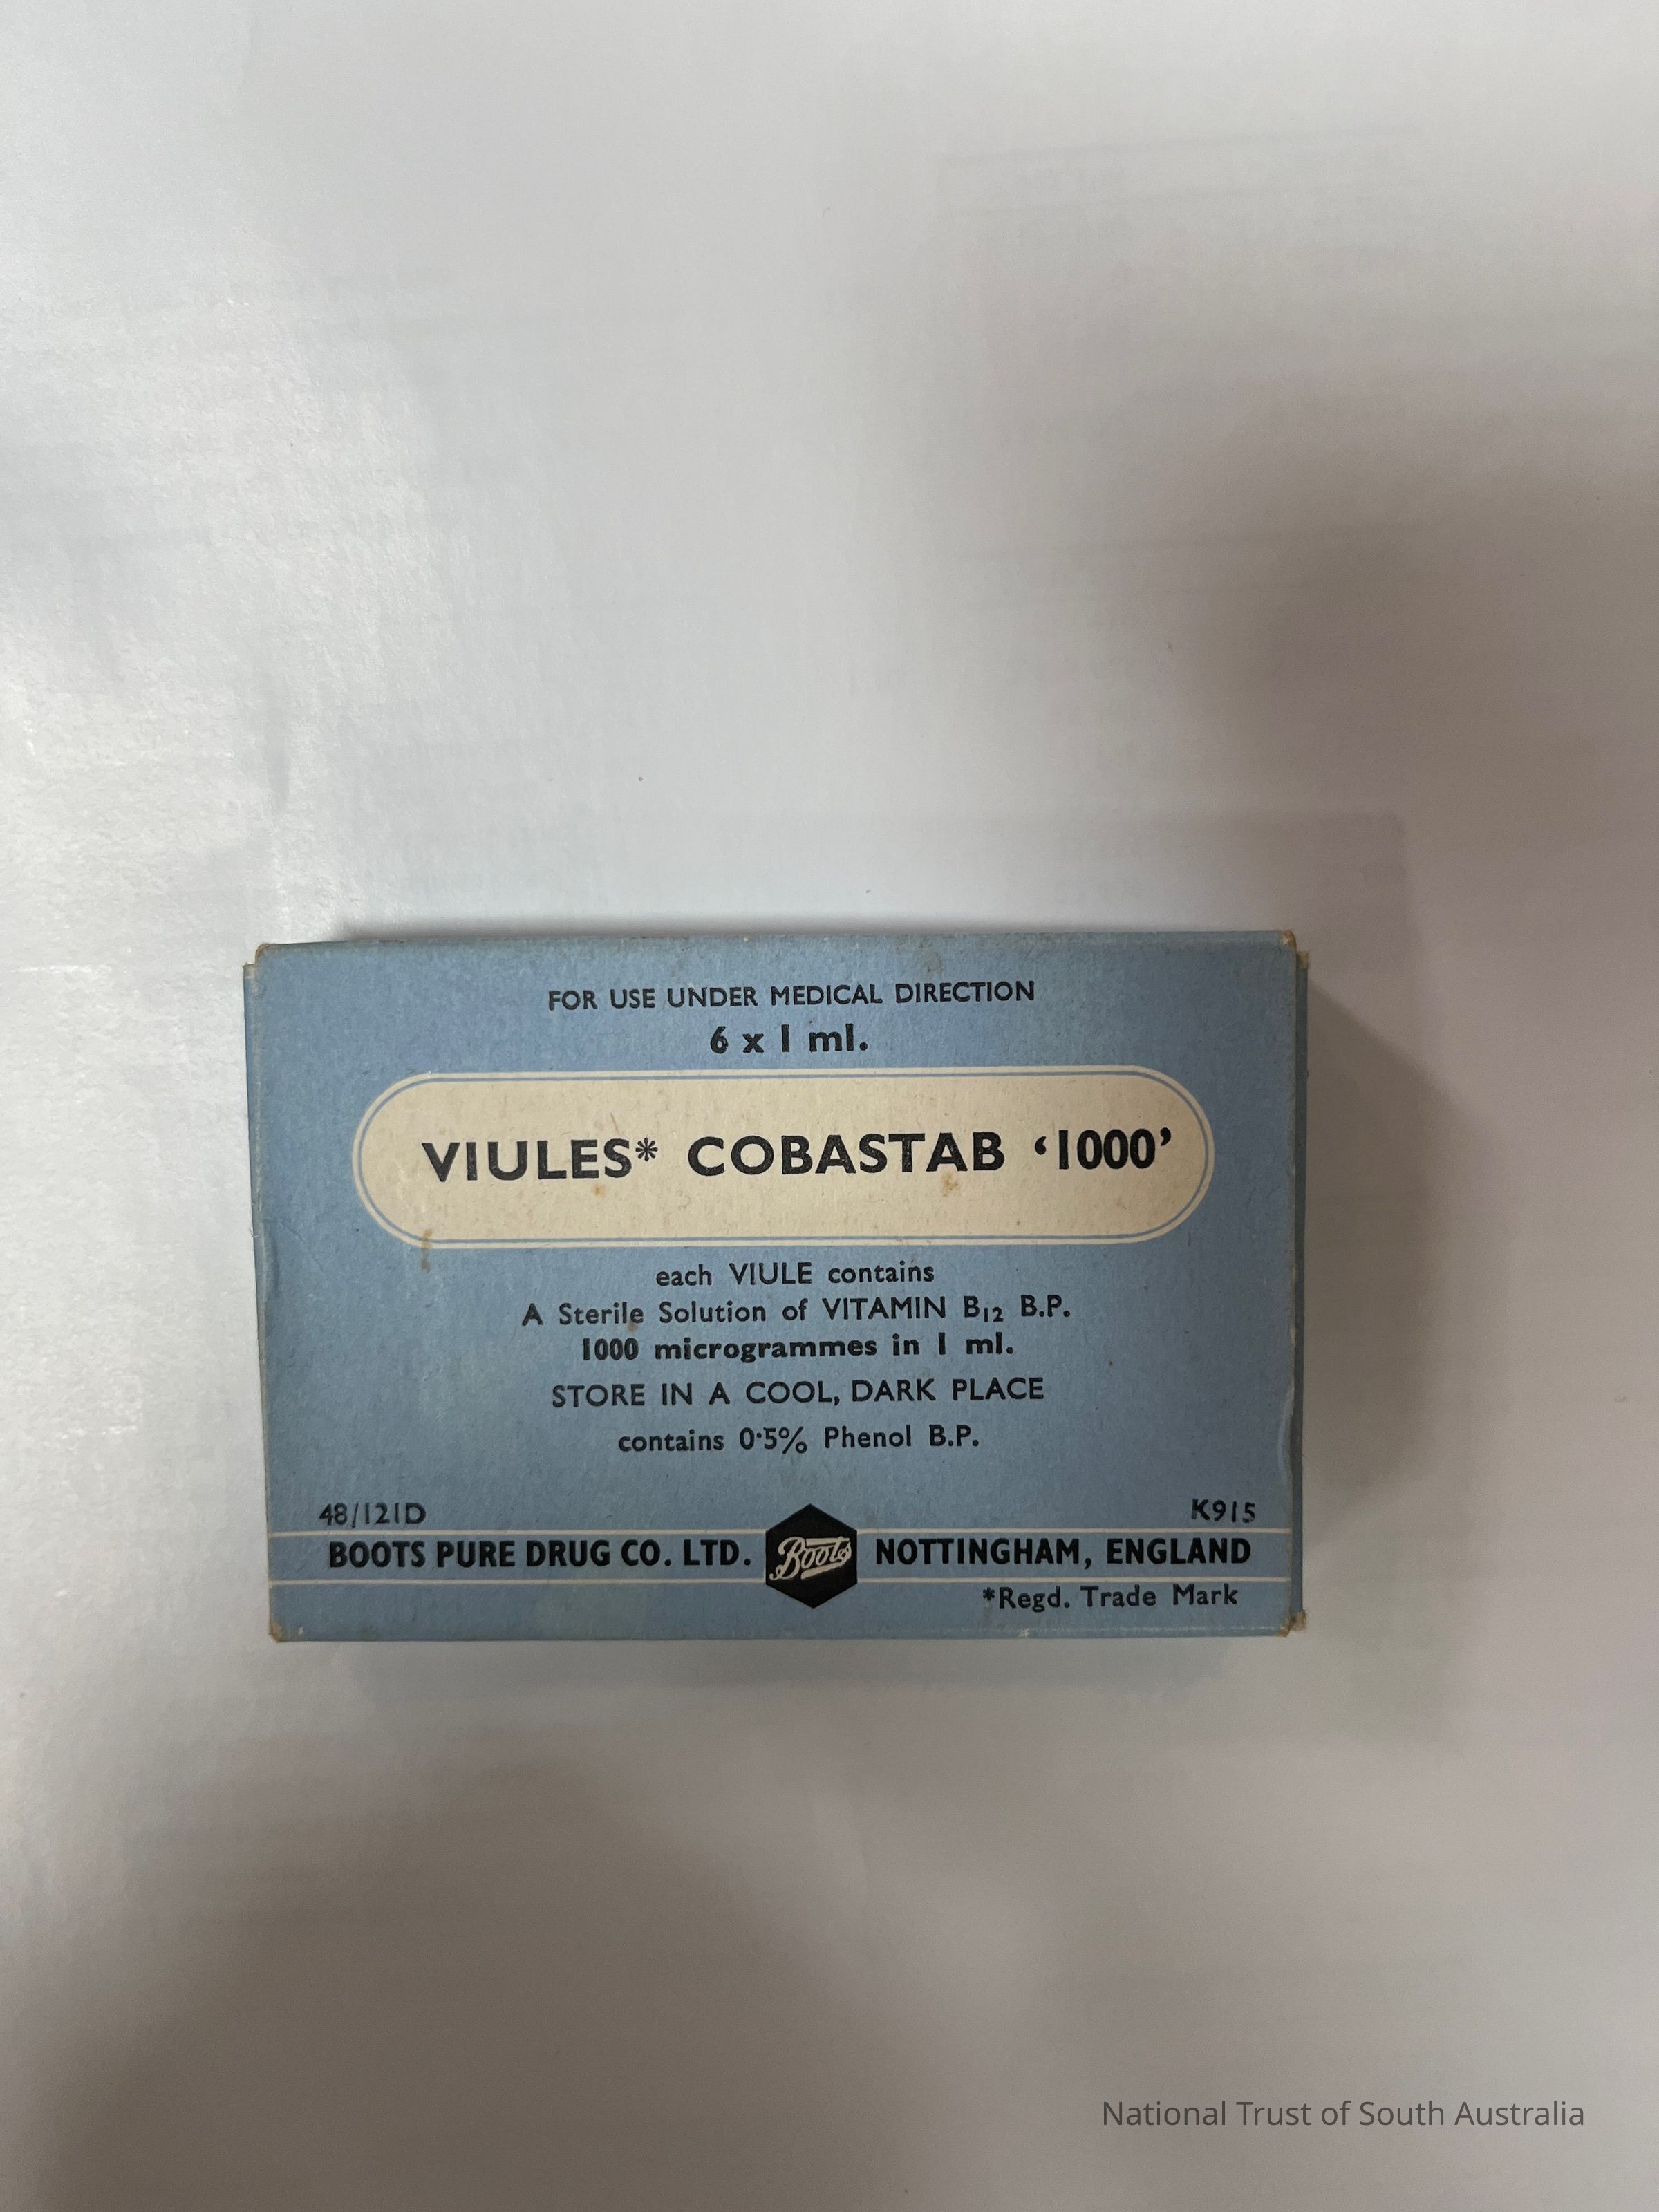 FOR USE UNDER MEDICAL DIRECTION
6 x 1 ml.
VIULES* COBASTAB ‘1000’
each VIULE contains
A Sterile Solution of VITAMIN B₁₂ B.P.
1000 microgrammes in 1 ml.
STORE IN A COOL, DARK PLACE
contains 0·5% Phenol B.P.
48/121D K915
BOOTS PURE DRUG CO. LTD. Boots NOTTINGHAM, ENGLAND
*Regd. Trade Mark
National Trust of South Australia